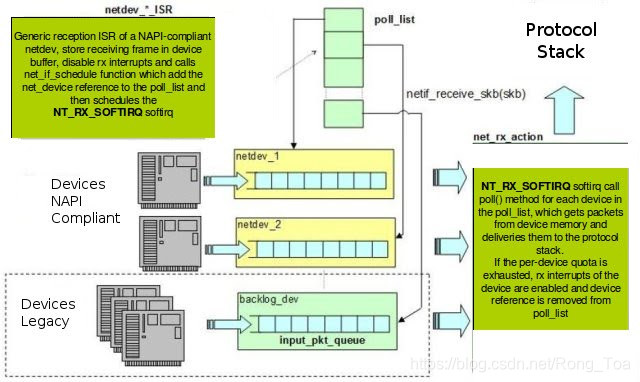 netdev_*_ISR
Generic reception ISR of a NAPI-compliant
netdev, store receiving frame in device
buffer, disable rx interrupts and calls
net_if_schedule function which add the
net_device reference to the poll_list and
then schedules the
NT_RX_SOFTIRQ softirq
poll_list
Protocol
Stack
netif_receive_skb(skb)
net_rx_action
Devices
NAPI
Compliant
netdev_1
netdev_2
NT_RX_SOFTIRQ softirq call
poll() method for each device in
the poll_list, which gets packets
from device memory and
deliveries them to the protocol
stack.
If the per-device quota is
exhausted, rx interrupts of the
device are enabled and device
reference is removed from
poll_list
Devices
Legacy
backlog_dev
input_pkt_queue
https://blog.csdn.net/Rong_Toa